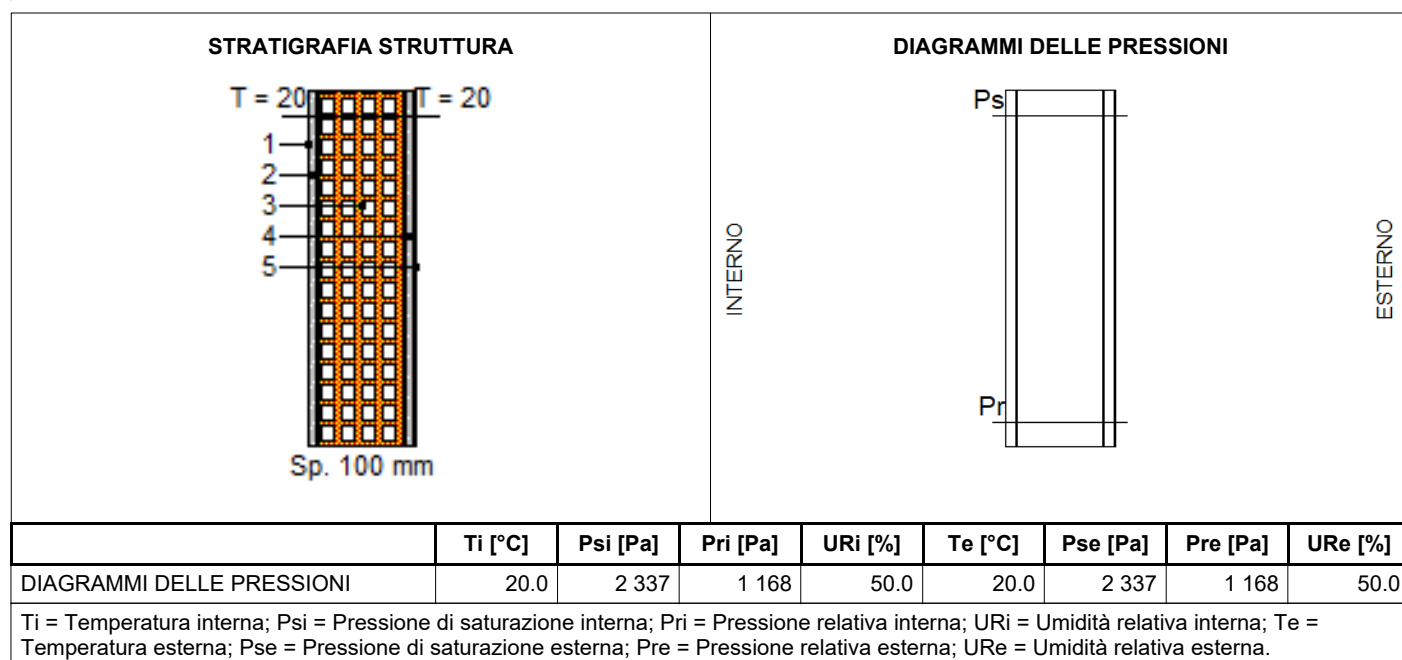 STRATIGRAFIA STRUTTURA
T = 20 T = 20
1
2
3
4
5
Sp. 100 mm
DIAGRAMMI DELLE PRESSIONI
Ps
Pr
INTERNO
ESTERNO
Ti [°C] Psi [Pa] Pri [Pa] URi [%] Te [°C] Pse [Pa] Pre [Pa] URe [%]
DIAGRAMMI DELLE PRESSIONI 20.0 2 337 1 168 50.0 20.0 2 337 1 168 50.0
Ti = Temperatura interna; Psi = Pressione di saturazione interna; Pri = Pressione relativa interna; URi = Umidità relativa interna; Te =
Temperatura esterna; Pse = Pressione di saturazione esterna; Pre = Pressione relativa esterna; URe = Umidità relativa esterna.